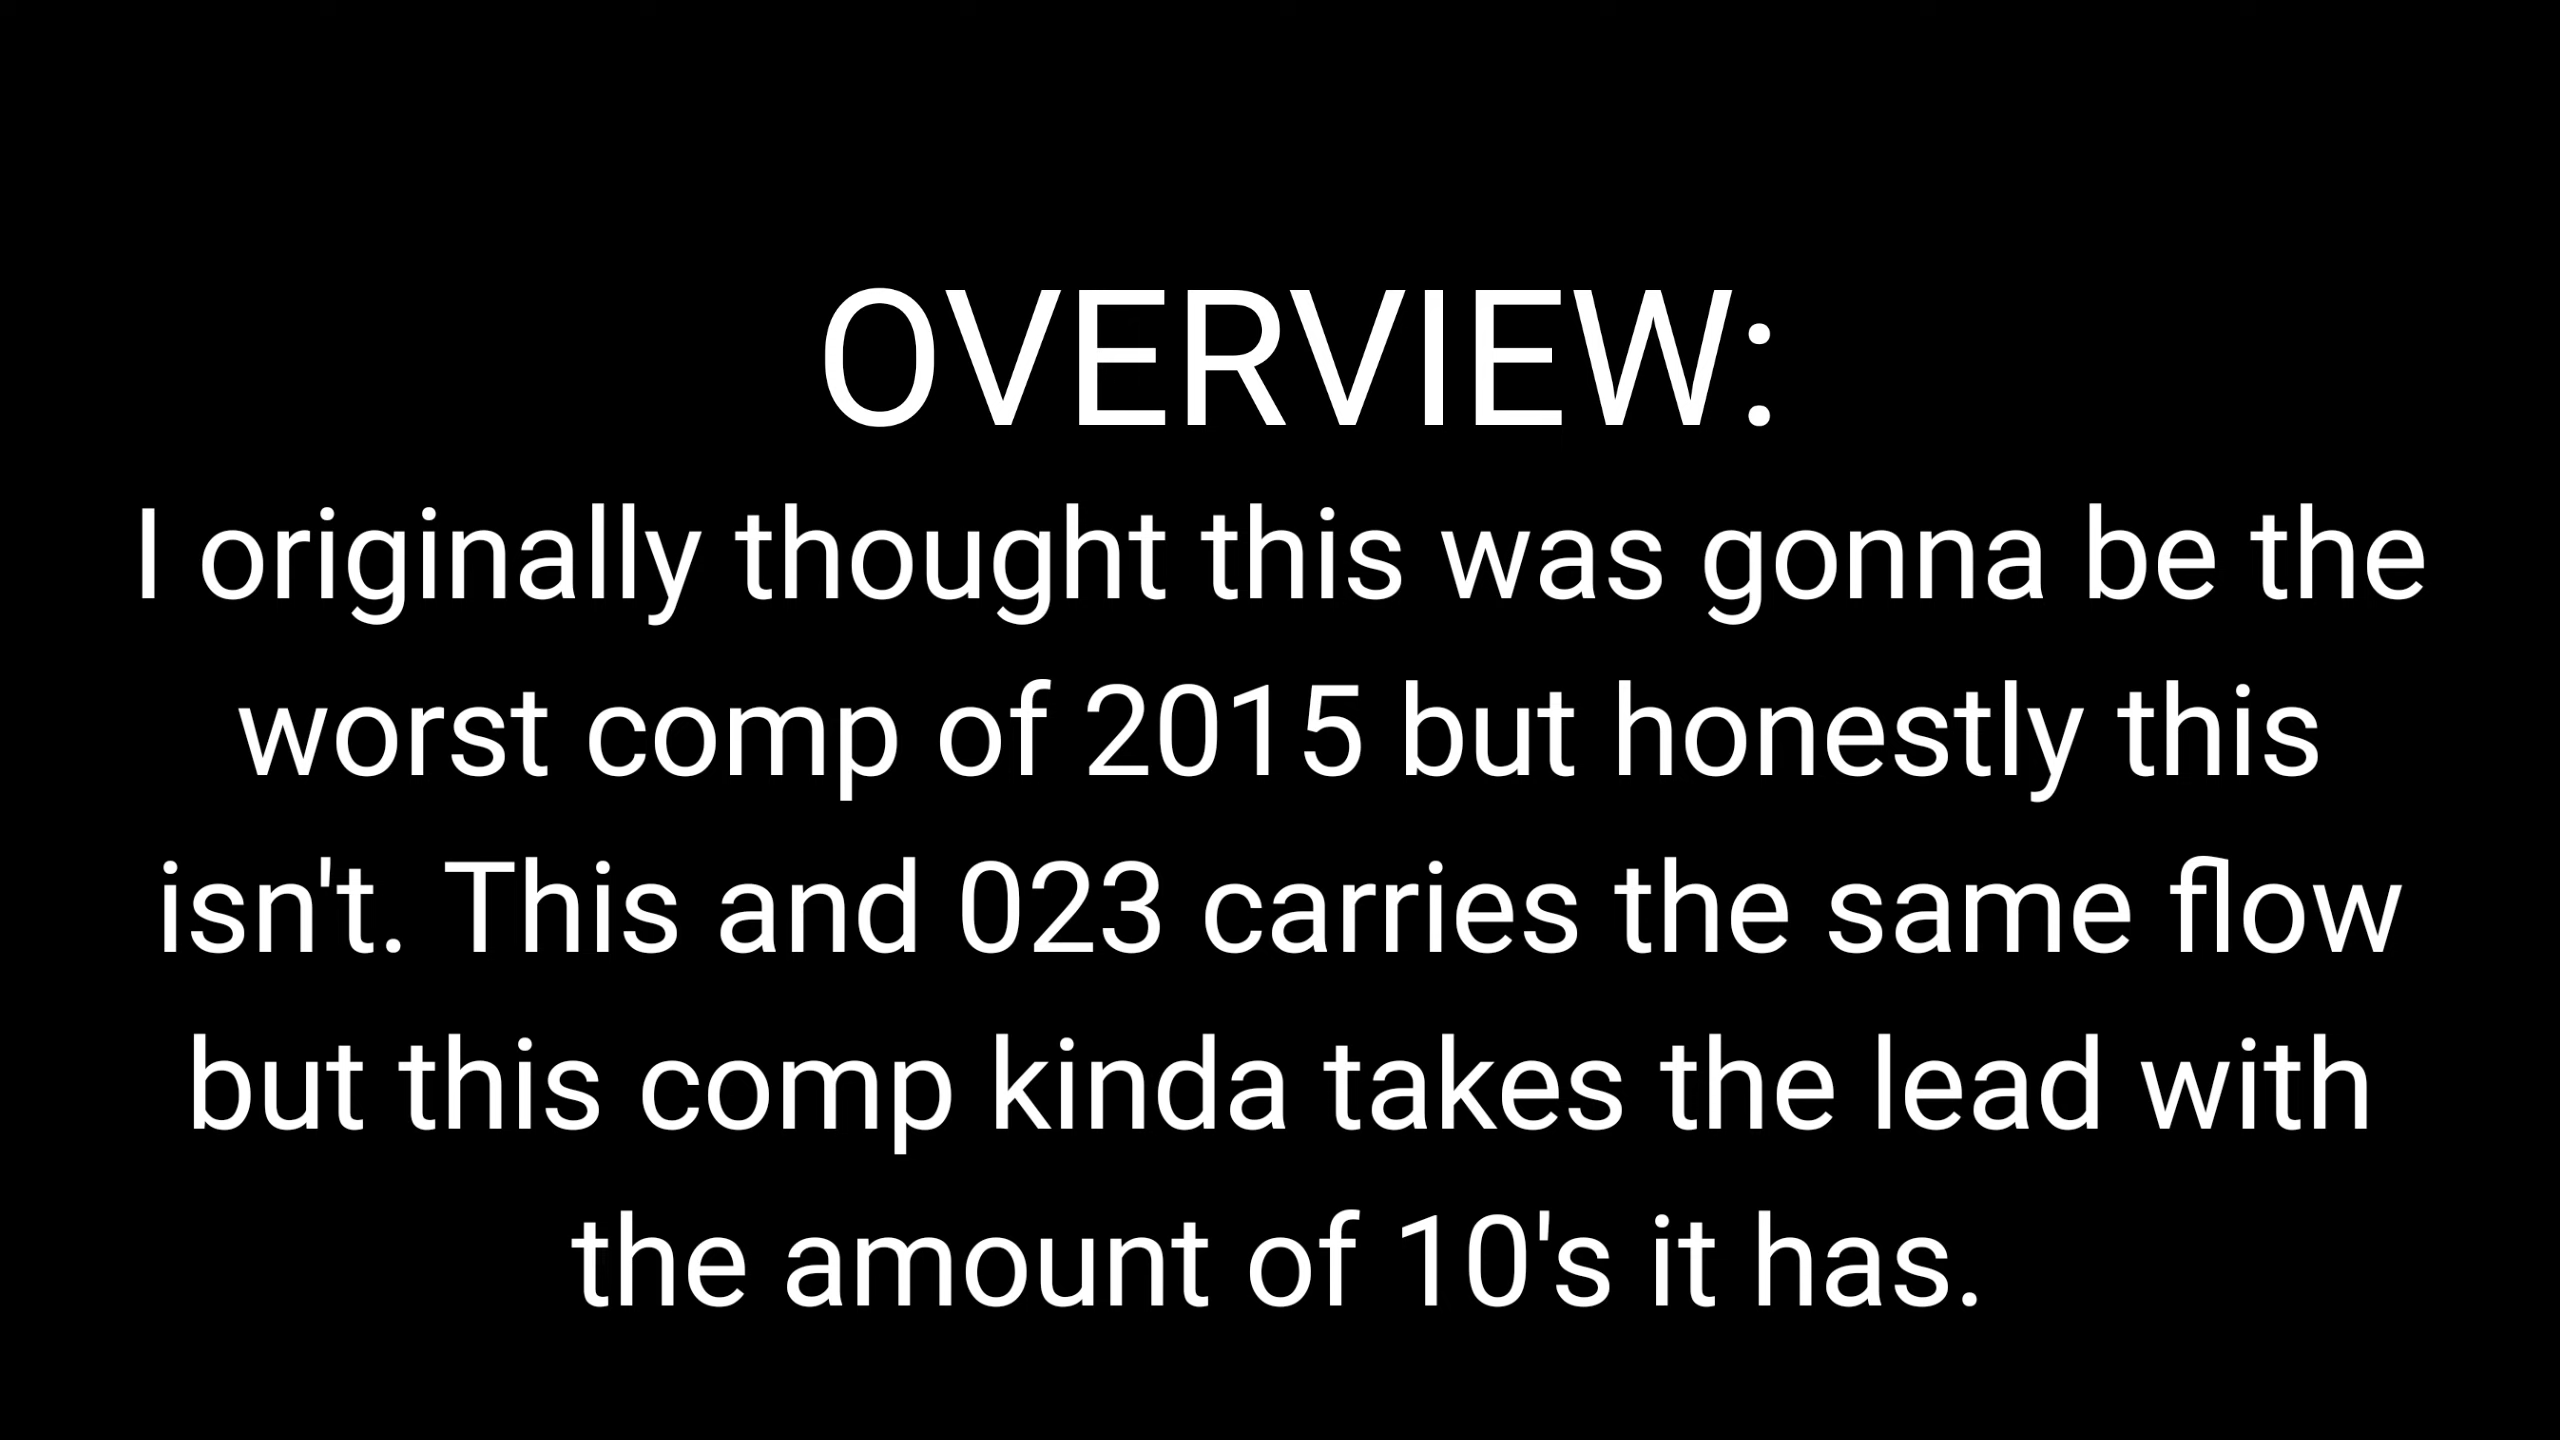 OVERVIEW:
I originally thought this was gonna be the
worst comp of 2015 but honestly this
isn't. This and 023 carries the same flow
but this comp kinda takes the lead with
the amount of 10's it has.